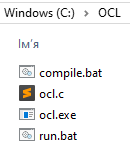 Windows (C:) > OCL
Ім'я
compile.bat
ocl.c
ocl.exe
run.bat